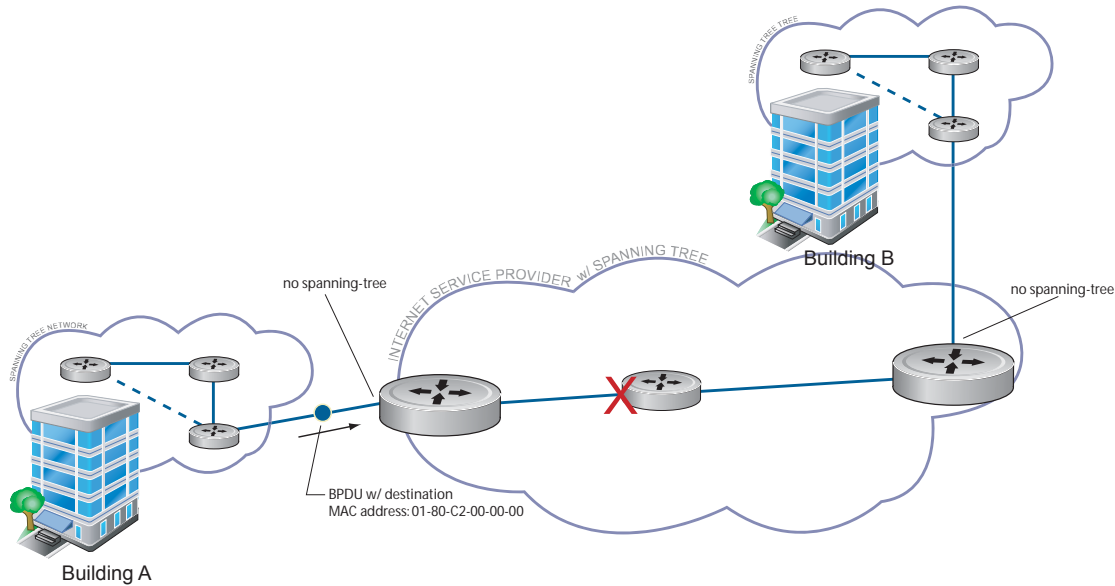 SPANNING TREE TREE
Building B
INTERNET SERVICE PROVIDER w/ SPANNING TREE
no spanning-tree
no spanning-tree
SPANNING TREE NETWORK
BPDU w/ destination
MAC address: 01-80-C2-00-00-00
Building A